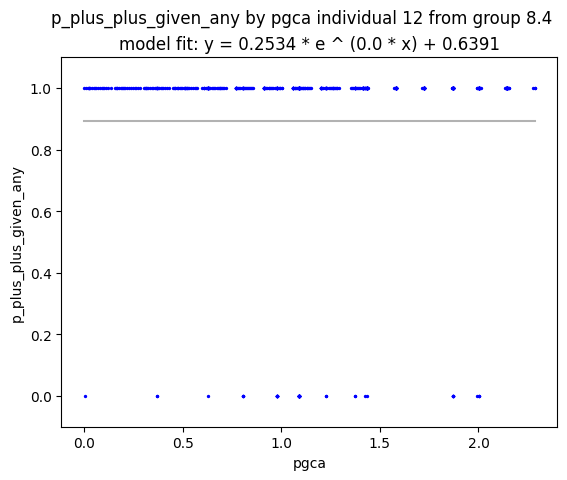 p_plus_plus_given_any by pgca individual 12 from group 8.4
model fit: y = 0.2534 * e ^ (0.0 * x) + 0.6391
1.0
0.8
0.6
0.4
0.2
0.0
p_plus_plus_given_any
0.0 0.5 1.0 1.5 2.0
pgca